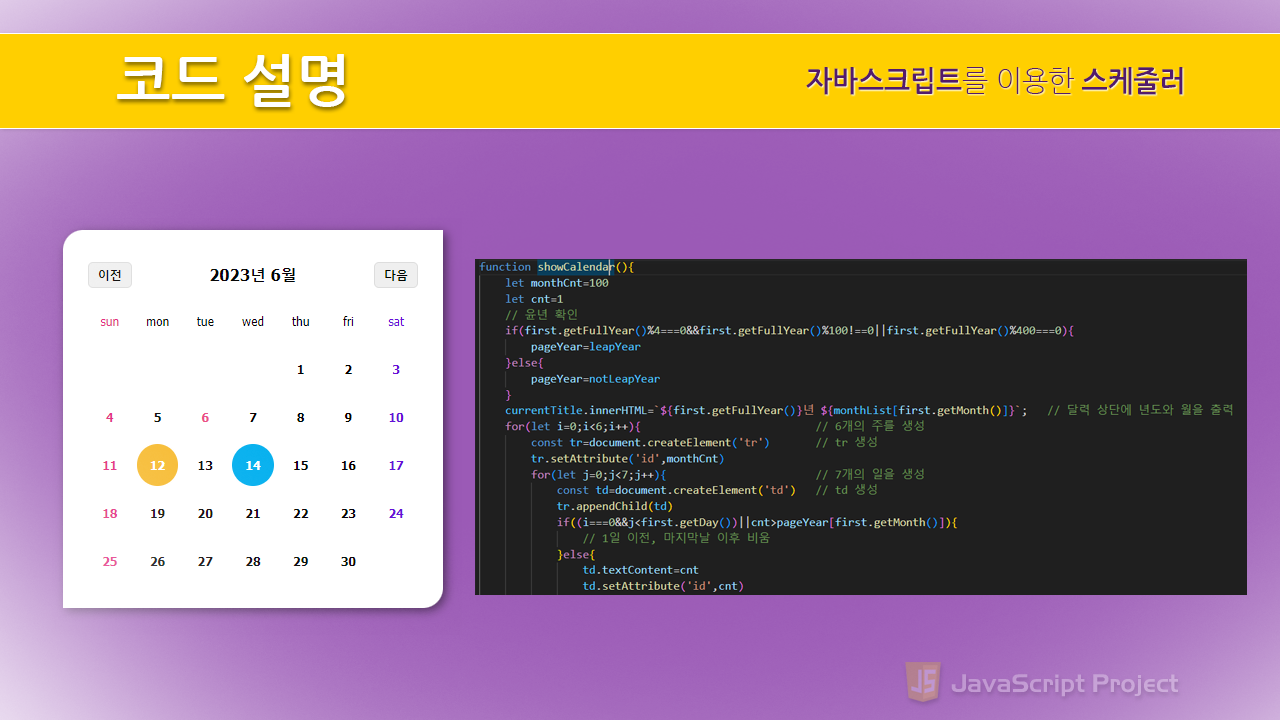 코드 설명
자바스크립트를 이용한 스케줄러
이전 2023년 6월 다음
sun mon tue wed thu fri sat
1 2 3
4 5 6 7 8 9 10
11 12 13 14 15 16 17
18 19 20 21 22 23 24
25 26 27 28 29 30
function showCalendar(){
let monthCnt=100
let cnt=1
// 윤년 확인
if(first.getFullYear()%4===0&&first.getFullYear()%100!==0||first.getFullYear()%400===0){
pageYear=leapYear
}else{
pageYear=notLeapYear
}
currentTitle.innerHTML=`${first.getFullYear()}년 ${monthList[first.getMonth()]}`; // 달력 상단에 년도와 월을 출력
for(let i=0;i<6;i++){ // 6개의 주를 생성
const tr=document.createElement('tr') // tr 생성
tr.setAttribute('id',monthCnt)
for(let j=0;j<7;j++){ // 7개의 일을 생성
const td=document.createElement('td') // td 생성
tr.appendChild(td)
if((i===0&&j<first.getDay())||cnt>pageYear[first.getMonth()]){
// 1일 이전, 마지막날 이후 비움
}else{
td.textContent=cnt
td.setAttribute('id',cnt)
JS JavaScript Project